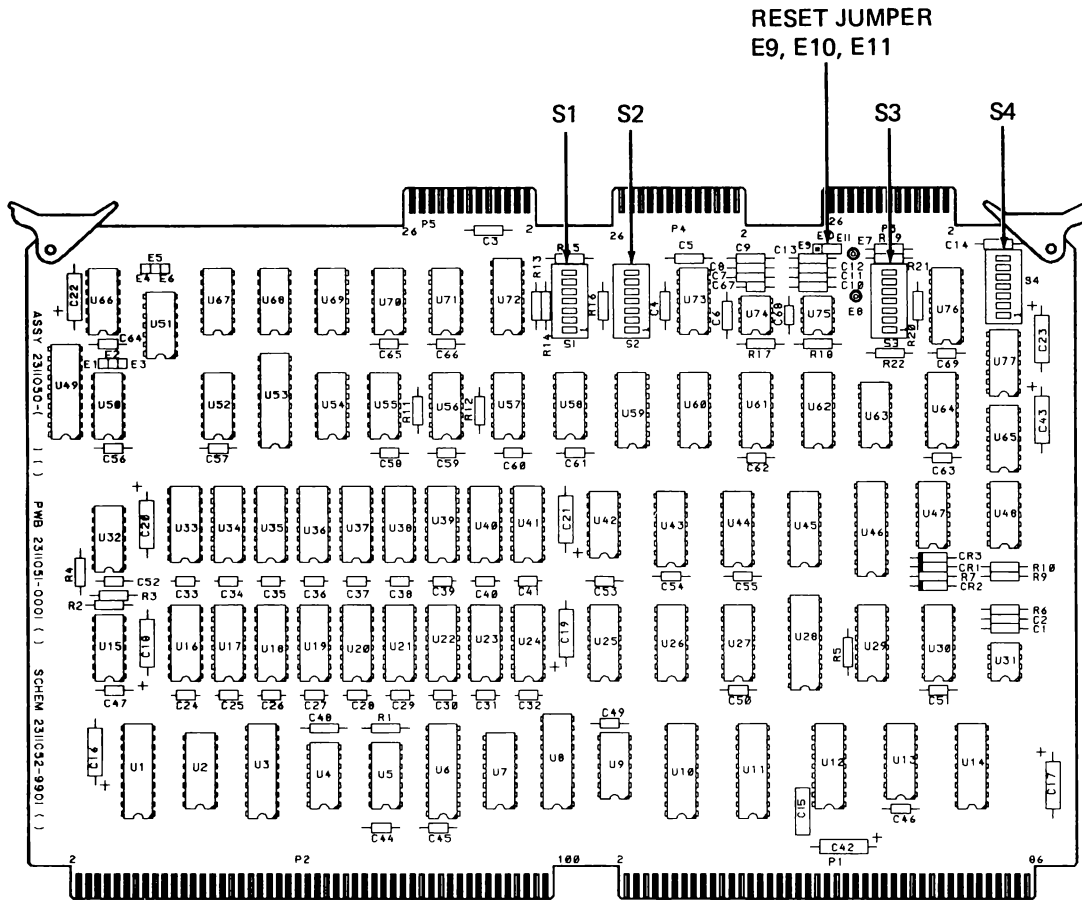 RESET JUMPER
E9, E10, E11
S1
S2
S3
S4
26
P5
2
26
P4
2
26
P3
2
C3
R15
C5
C9
C13
E9
E10
E11
E7
R19
C14
E5
E4
E6
C22
+
U66
U51
U67
U68
U69
U70
U71
U72
R13
R14
S1
R16
S2
1
C4
U73
C8
C7
C67
C6
U74
C68
C12
C11
C10
U75
E8
S3
R21
R20
U76
S4
1
+
C23
C64
E2
E1
E3
C65
C66
R17
R18
R22
C69
U77
U49
U50
U52
U53
U54
U55
R11
U56
R12
U57
U58
U59
U60
U61
U62
U63
U64
U65
+
C43
C56
C57
C58
C59
C60
C61
C62
C63
ASSY 2311050-( ) ( ) PWB 2311051-0001 ( ) SCHEM 2311052-9901 ( )
U32
+
C20
U33
U34
U35
U36
U37
U38
U39
U40
U41
C21
+
U42
U43
U44
U45
U46
U47
U48
CR3
CR1
R7
CR2
R10
R9
R4
C52
R3
R2
C33
C34
C35
C36
C37
C38
C39
C40
C41
C53
C54
C55
U15
C18
+
U16
U17
U18
U19
U20
U21
U22
U23
U24
C19
+
U25
U26
U27
U28
R5
U29
U30
R6
C2
C1
U31
C47
C24
C25
C26
C27
C28
C29
C30
C31
C32
C50
C51
C16
+
U1
U2
U3
C48
U4
R1
U5
U6
U7
U8
C49
U9
U10
U11
U12
U13
U14
+
C17
C15
C46
C44
C45
C42
+
2
P2
100
2
P1
86